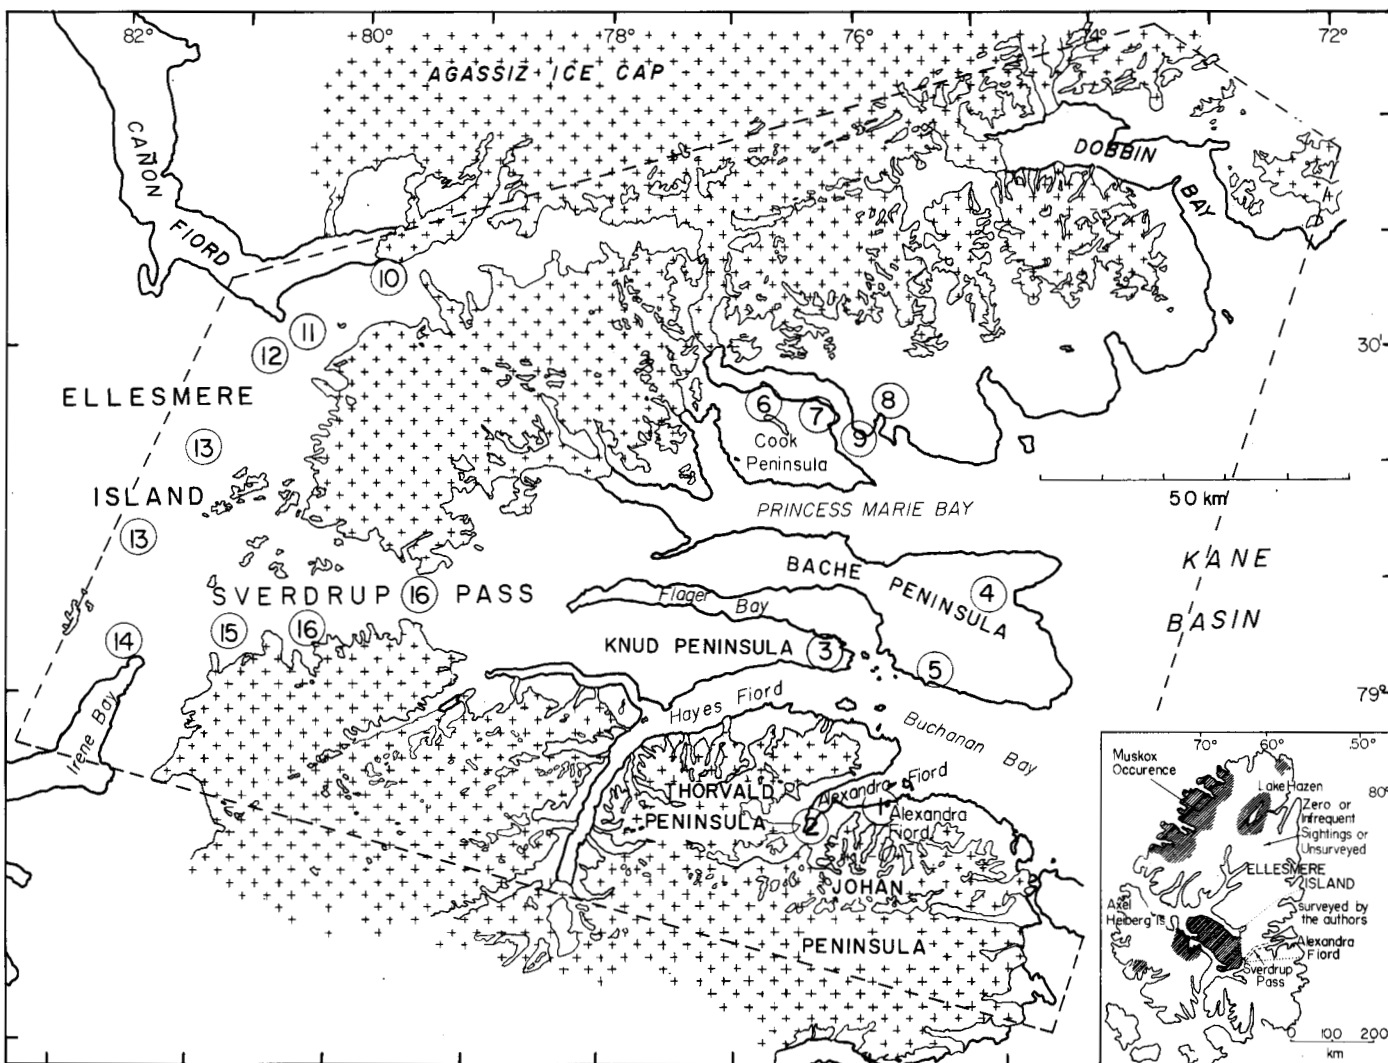 82°
80°
78°
76°
74°
72°
AGASSIZ ICE CAP
CAÑON
FIORD
DOBBIN
BAY
10
11
12
30'
ELLESMERE
ISLAND
13
13
6
7
8
9
Cook
Peninsula
50 km
PRINCESS MARIE BAY
KANE
BASIN
BACHE
PENINSULA
4
SVERDRUP PASS
16
15
16
14
Flager Bay
KNUD PENINSULA
3
5
79°
Irene Bay
Hayes Fiord
Buchanan Bay
THORVALD
PENINSULA
2
Alexandra Fiord
1
Alexandra
Fiord
JOHAN
PENINSULA
70°
60°
50°
80°
Muskox
Occurence
Lake Hazen
Zero or
Infrequent
Sightings or
Unsurveyed
ELLESMERE
ISLAND
surveyed by
the authors
Axel
Heiberg Is.
Alexandra
Fiord
Sverdrup
Pass
0 100 200
km